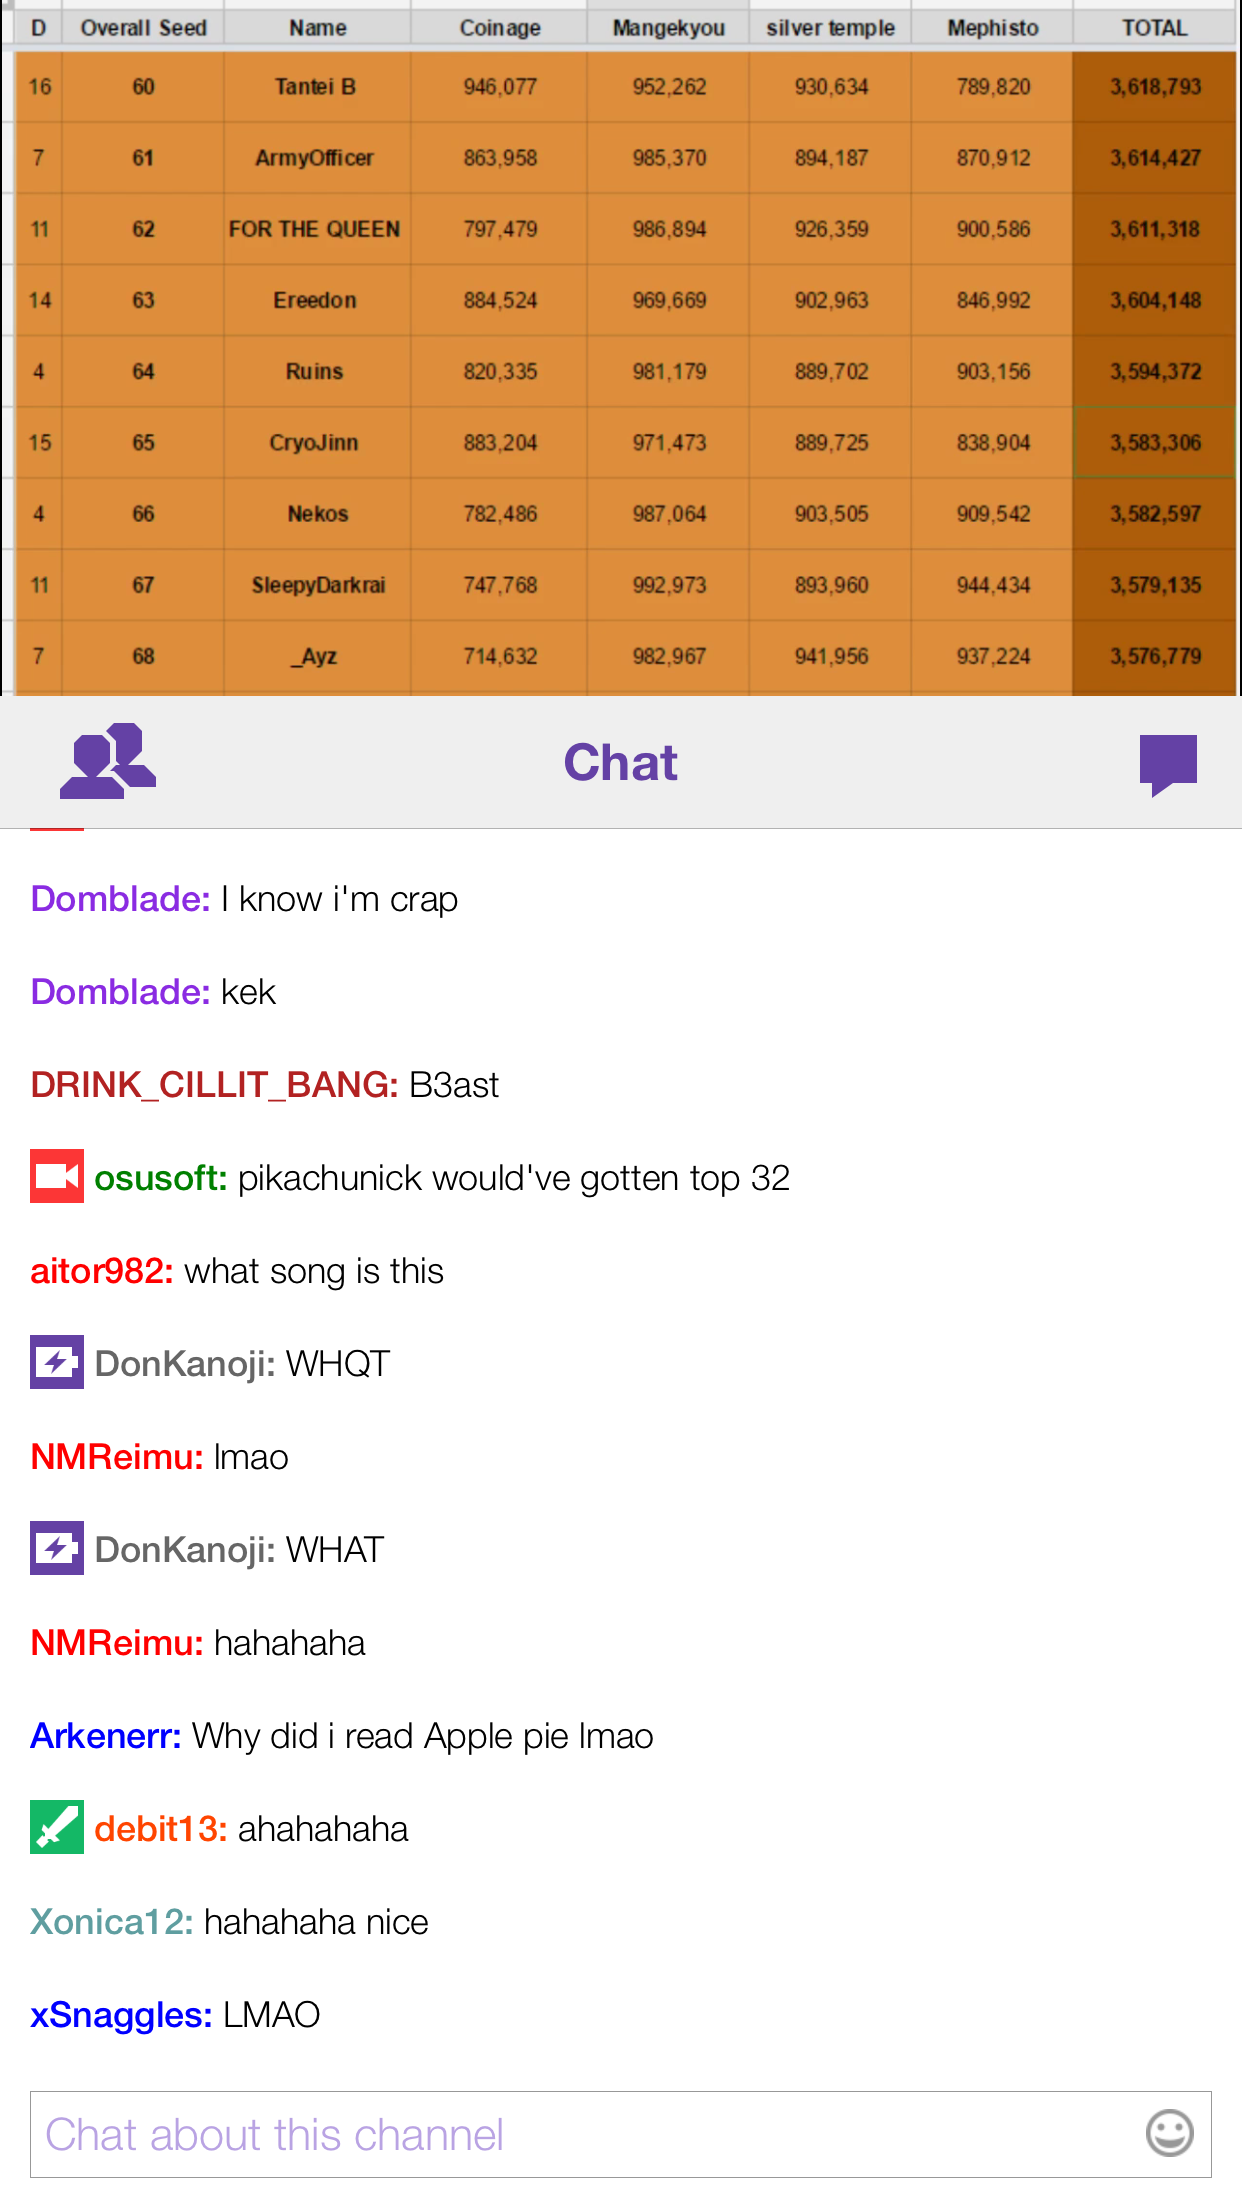 D Overall Seed Name Coinage Mangekyou silver temple Mephisto TOTAL
16 60 Tantei B 946,077 952,262 930,634 789,820 3,618,793
7 61 ArmyOfficer 863,958 985,370 894,187 870,912 3,614,427
11 62 FOR THE QUEEN 797,479 986,894 926,359 900,586 3,611,318
14 63 Ereedon 884,524 969,669 902,963 846,992 3,604,148
4 64 Ruins 820,335 981,179 889,702 903,156 3,594,372
15 65 CryoJinn 883,204 971,473 889,725 838,904 3,583,306
4 66 Nekos 782,486 987,064 903,505 909,542 3,582,597
11 67 SleepyDarkrai 747,768 992,973 893,960 944,434 3,579,135
7 68 _Ayz 714,632 982,967 941,956 937,224 3,576,779
Chat
Domblade: I know i'm crap
Domblade: kek
DRINK_CILLIT_BANG: B3ast
osusoft: pikachunick would've gotten top 32
aitor982: what song is this
DonKanoji: WHQT
NMReimu: lmao
DonKanoji: WHAT
NMReimu: hahahaha
Arkenerr: Why did i read Apple pie lmao
debit13: ahahahaha
Xonica12: hahahaha nice
xSnaggles: LMAO
Chat about this channel